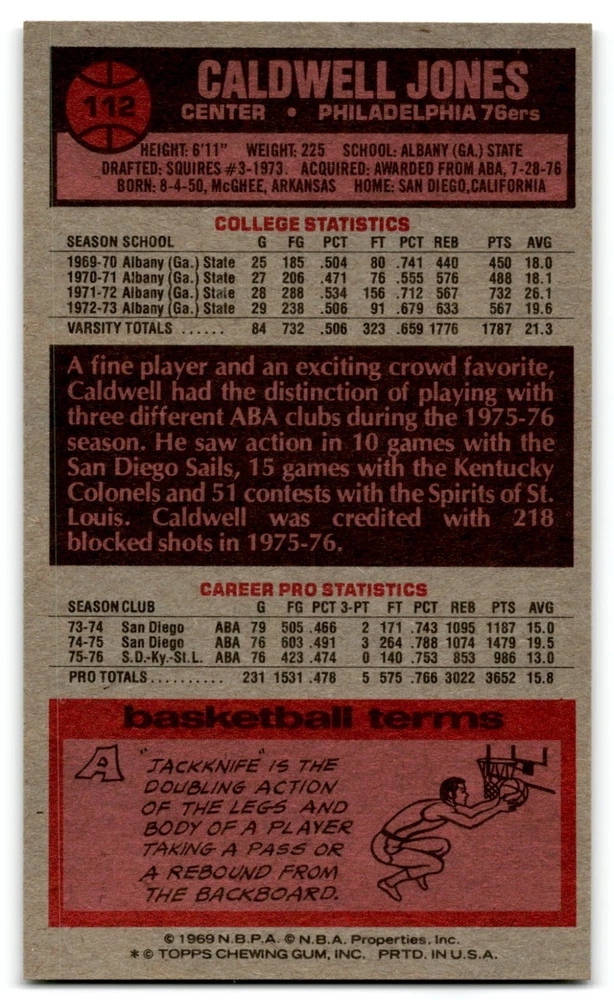 112
CALDWELL JONES
CENTER • PHILADELPHIA 76ers
HEIGHT: 6'11" WEIGHT: 225 SCHOOL: ALBANY (GA.) STATE
DRAFTED: SQUIRES #3-1973. ACQUIRED: AWARDED FROM ABA, 7-28-76
BORN: 8-4-50, McGHEE, ARKANSAS HOME: SAN DIEGO, CALIFORNIA
COLLEGE STATISTICS
SEASON SCHOOL G FG PCT FT PCT REB PTS AVG
1969-70 Albany (Ga.) State 25 185 .504 80 .741 440 450 18.0
1970-71 Albany (Ga.) State 27 206 .471 76 .555 576 488 18.1
1971-72 Albany (Ga.) State 28 288 .534 156 .712 567 732 26.1
1972-73 Albany (Ga.) State 29 238 .506 91 .679 633 567 19.6
VARSITY TOTALS ...... 84 732 .506 323 .659 1776 1787 21.3
A fine player and an exciting crowd favorite,
Caldwell had the distinction of playing with
three different ABA clubs during the 1975-76
season. He saw action in 10 games with the
San Diego Sails, 15 games with the Kentucky
Colonels and 51 contests with the Spirits of St.
Louis. Caldwell was credited with 218
blocked shots in 1975-76.
CAREER PRO STATISTICS
SEASON CLUB G FG PCT 3-PT FT PCT REB PTS AVG
73-74 San Diego ABA 79 505 .466 2 171 .743 1095 1187 15.0
74-75 San Diego ABA 76 603 .491 3 264 .788 1074 1479 19.5
75-76 S.D.-Ky.-St.L. ABA 76 423 .474 0 140 .753 853 986 13.0
PRO TOTALS.......... 231 1531 .478 5 575 .766 3022 3652 15.8
basketball terms
A "JACKKNIFE" IS THE
DOUBLING ACTION
OF THE LEGS AND
BODY OF A PLAYER
TAKING A PASS OR
A REBOUND FROM
THE BACKBOARD.
© 1969 N.B.P.A. © N.B.A. Properties, Inc.
* © TOPPS CHEWING GUM, INC. PRTD. IN U.S.A.